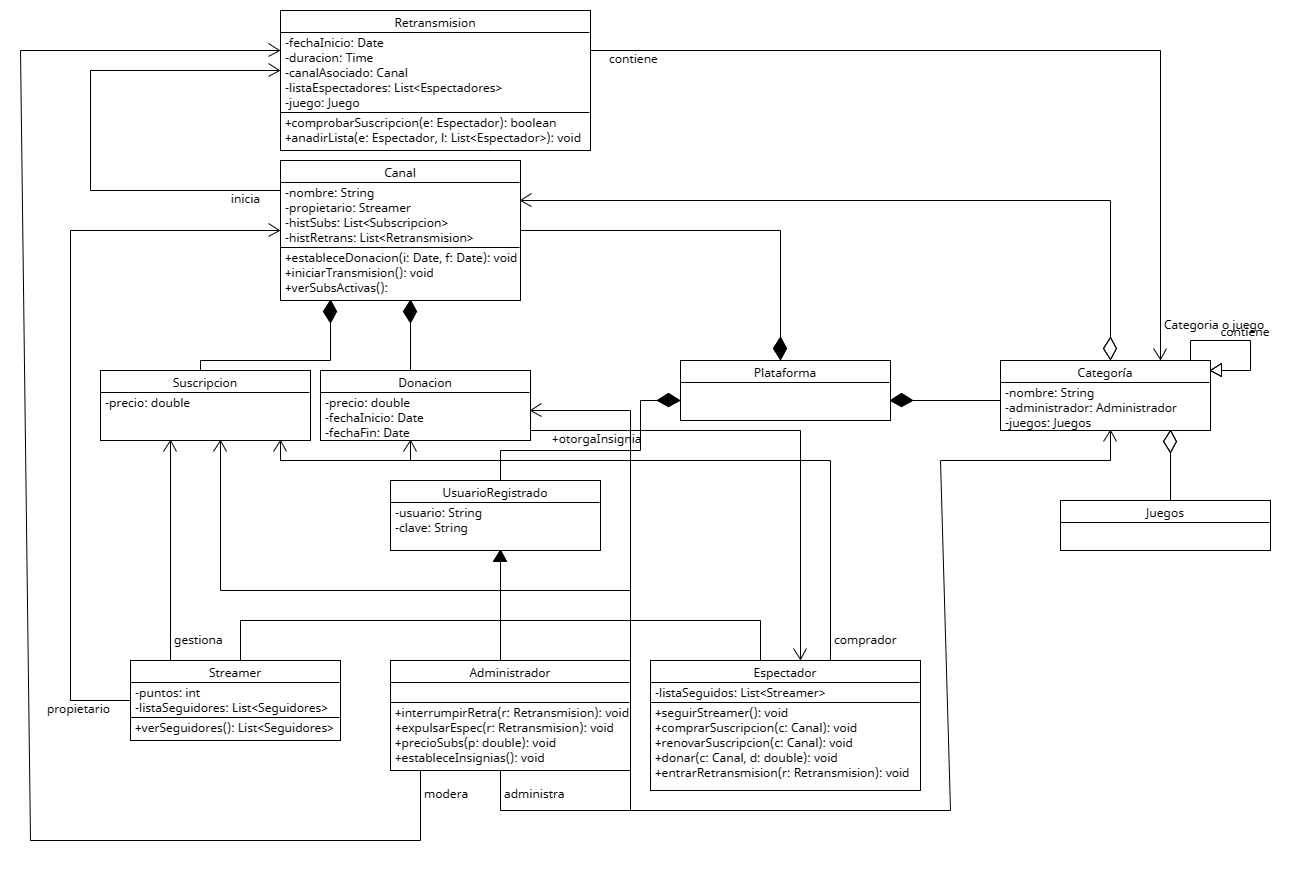 Retransmision
-fechaInicio: Date
-duracion: Time
-canalAsociado: Canal
-listaEspectadores: List<Espectadores>
-juego: Juego
+comprobarSuscripcion(e: Espectador): boolean
+anadirLista(e: Espectador, l: List<Espectador>): void
contiene
Canal
-nombre: String
-propietario: Streamer
-histSubs: List<Subscripcion>
-histRetrans: List<Retransmision>
+estableceDonacion(i: Date, f: Date): void
+iniciarTransmision(): void
+verSubsActivas():
inicia
Categoria o juego
contiene
Suscripcion
-precio: double
Donacion
-precio: double
-fechaInicio: Date
-fechaFin: Date
Plataforma
Categoría
-nombre: String
-administrador: Administrador
-juegos: Juegos
+otorgaInsignia
UsuarioRegistrado
-usuario: String
-clave: String
Juegos
gestiona
comprador
Streamer
-puntos: int
-listaSeguidores: List<Seguidores>
+verSeguidores(): List<Seguidores>
propietario
Administrador
+interrumpirRetra(r: Retransmision): void
+expulsarEspec(r: Retransmision): void
+precioSubs(p: double): void
+estableceInsignias(): void
Espectador
-listaSeguidos: List<Streamer>
+seguirStreamer(): void
+comprarSuscripcion(c: Canal): void
+renovarSuscripcion(c: Canal): void
+donar(c: Canal, d: double): void
+entrarRetransmision(r: Retransmision): void
modera
administra